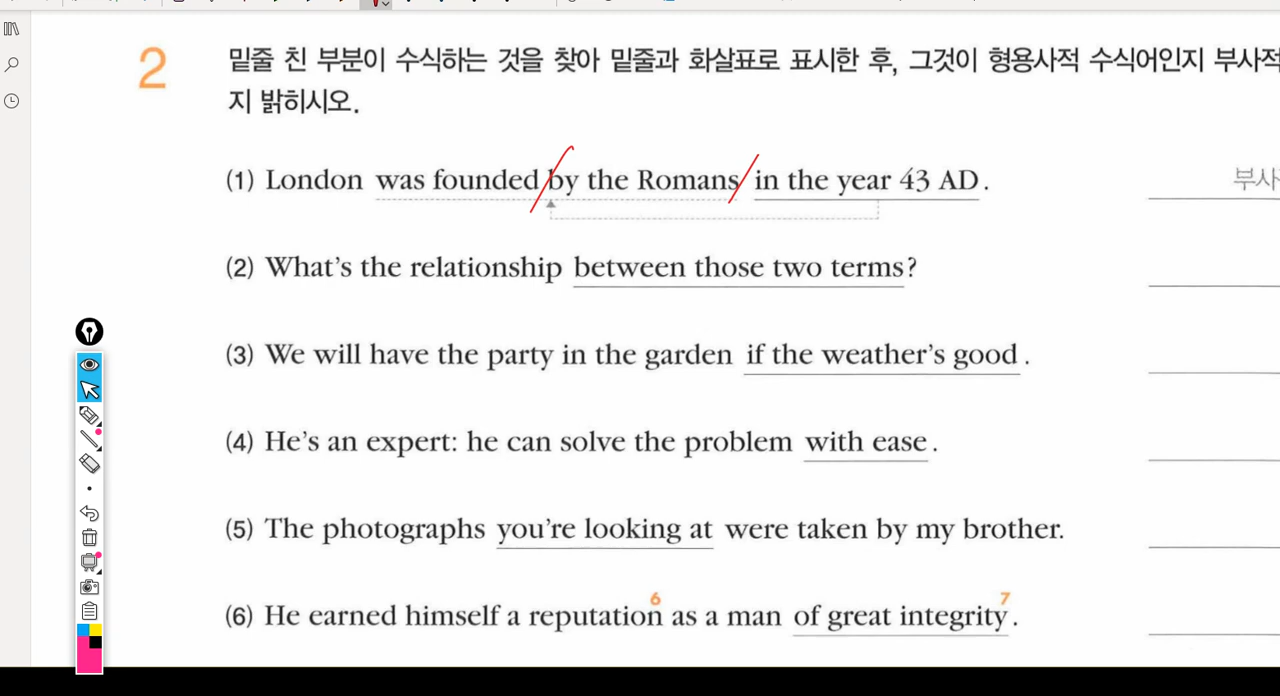 2
밑줄 친 부분이 수식하는 것을 찾아 밑줄과 화살표로 표시한 후, 그것이 형용사적 수식어인지 부사적
지 밝히시오.
(1) London was founded by the Romans in the year 43 AD. 부사
(2) What's the relationship between those two terms?
(3) We will have the party in the garden if the weather's good.
(4) He's an expert: he can solve the problem with ease.
(5) The photographs you're looking at were taken by my brother.
(6) He earned himself a reputation6 as a man of great integrity7.